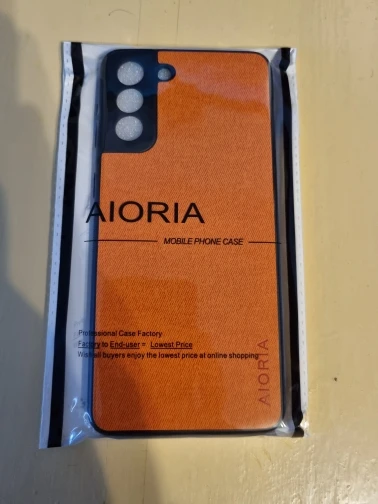 AIORIA
MOBILE PHONE CASE
Professional Case Factory
Factory to End-user = Lowest Price
Wish all buyers enjoy the lowest price at online shopping
AIORIA